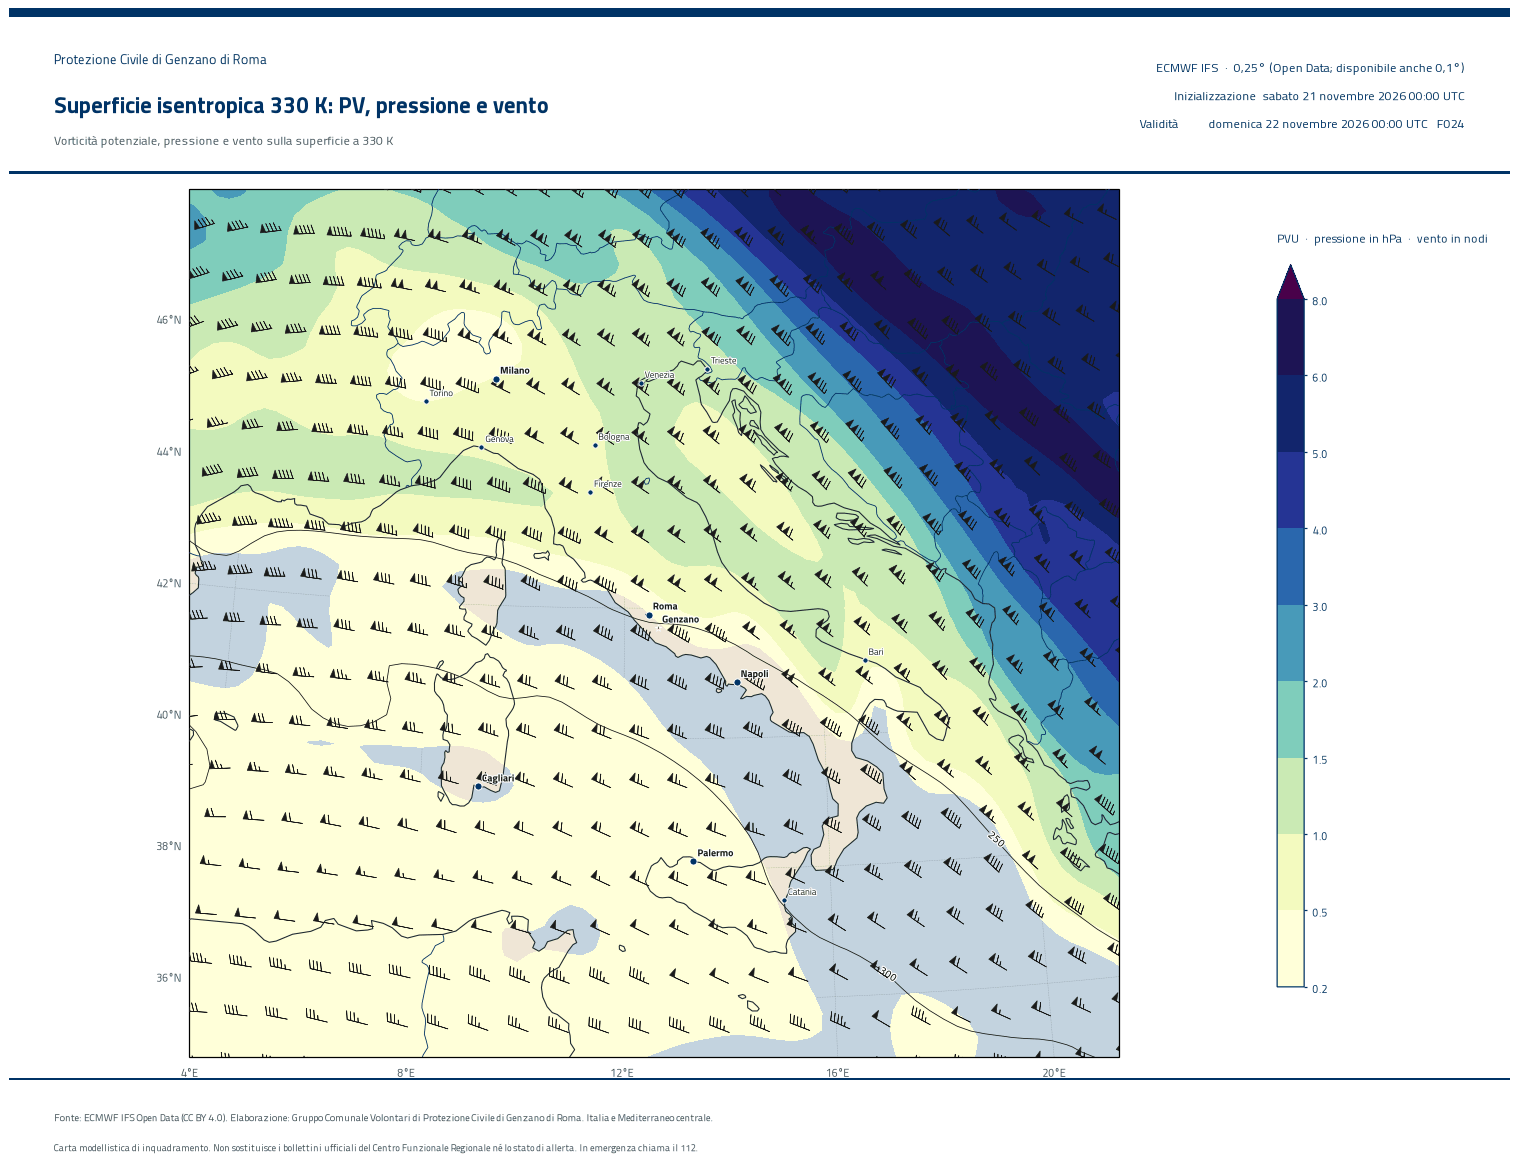 Protezione Civile di Genzano di Roma
Superficie isentropica 330 K: PV, pressione e vento
Vorticità potenziale, pressione e vento sulla superficie a 330 K
ECMWF IFS · 0,25° (Open Data; disponibile anche 0,1°)
Inizializzazione sabato 21 novembre 2026 00:00 UTC
Validità domenica 22 novembre 2026 00:00 UTC F024
PVU · pressione in hPa · vento in nodi
8.0
6.0
5.0
4.0
3.0
2.0
1.5
1.0
0.5
0.2
46°N
44°N
42°N
40°N
38°N
36°N
4°E
8°E
12°E
16°E
20°E
Trieste
Milano
Venezia
Torino
Genova
Bologna
Firenze
Roma
Genzano
Bari
Napoli
Cagliari
250
Palermo
Catania
300
Fonte: ECMWF IFS Open Data (CC BY 4.0). Elaborazione: Gruppo Comunale Volontari di Protezione Civile di Genzano di Roma. Italia e Mediterraneo centrale.
Carta modellistica di inquadramento. Non sostituisce i bollettini ufficiali del Centro Funzionale Regionale né lo stato di allerta. In emergenza chiama il 112.